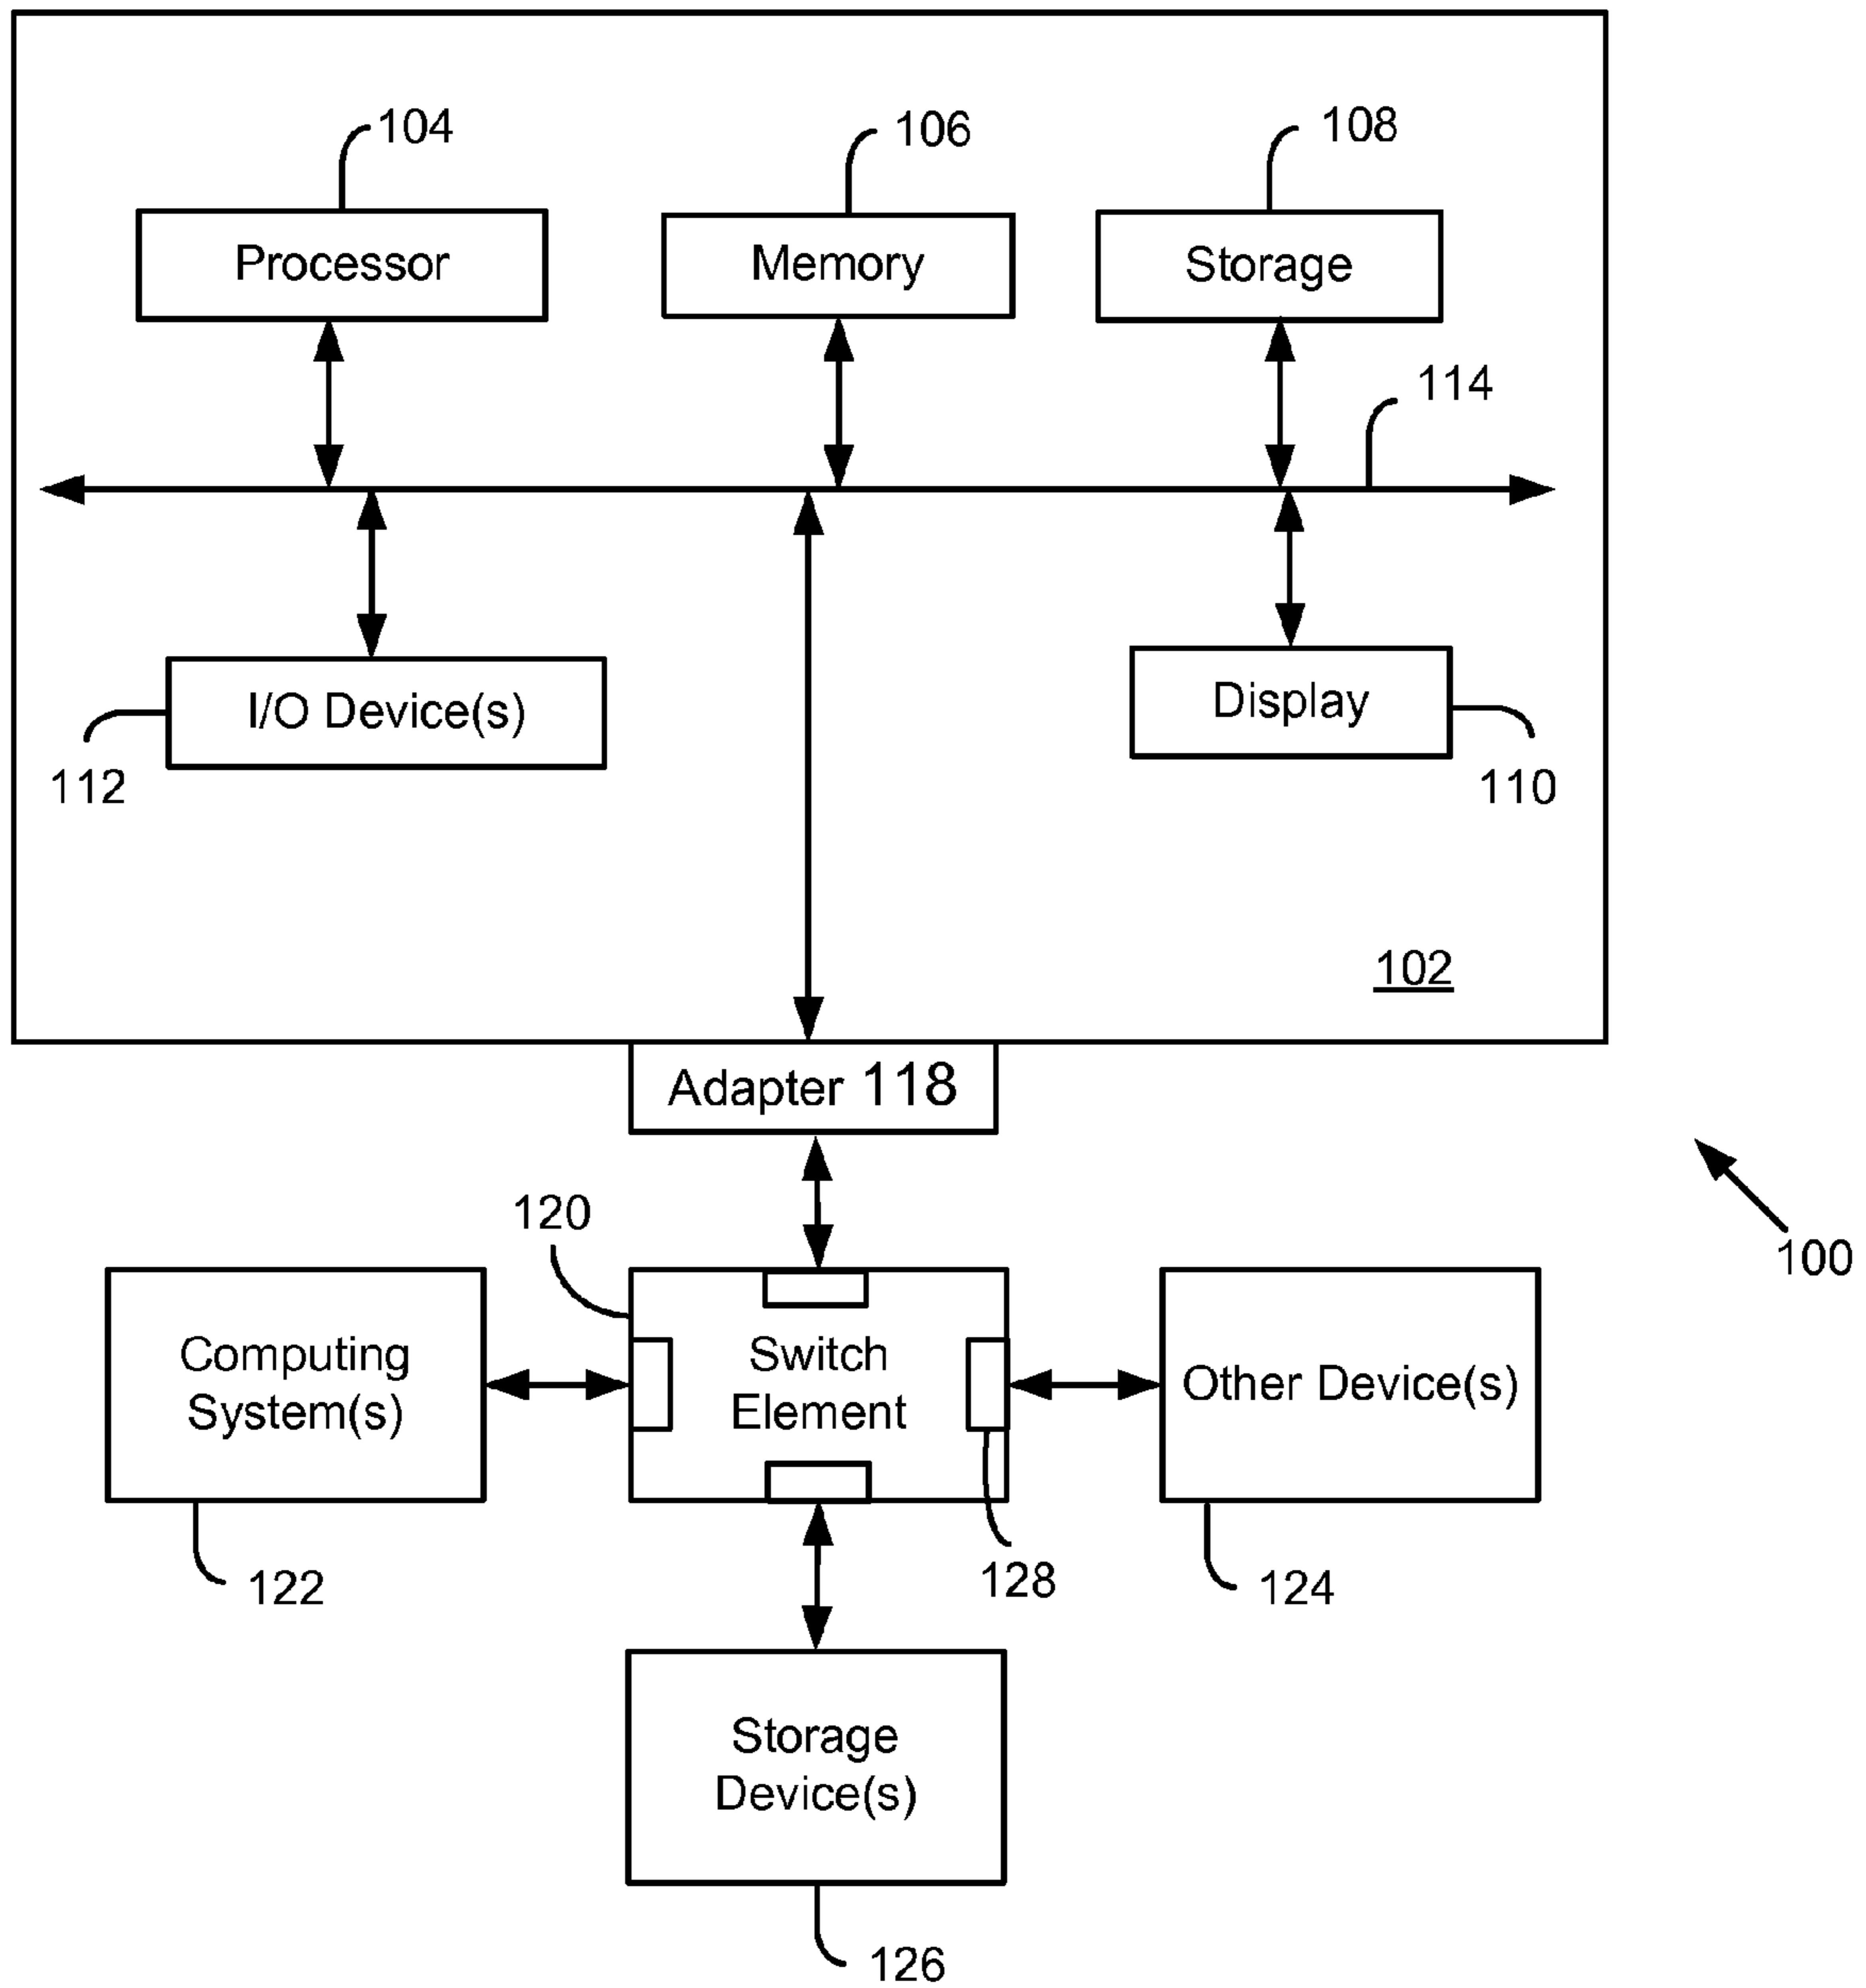 104
106
108
Processor
Memory
Storage
114
I/O Device(s)
Display
112
110
102
Adapter 118
120
100
Computing
System(s)
Switch
Element
Other Device(s)
122
128
124
Storage
Device(s)
126